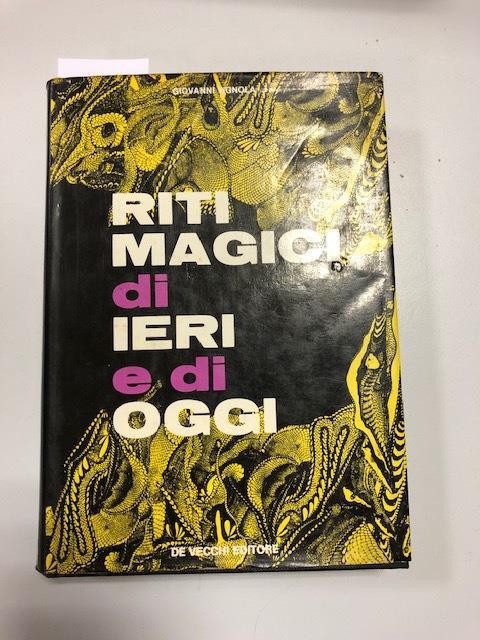 GIOVANNI VIGNOLA
RITI
MAGICI
di
IERI
e di
OGGI
DE VECCHI EDITORE